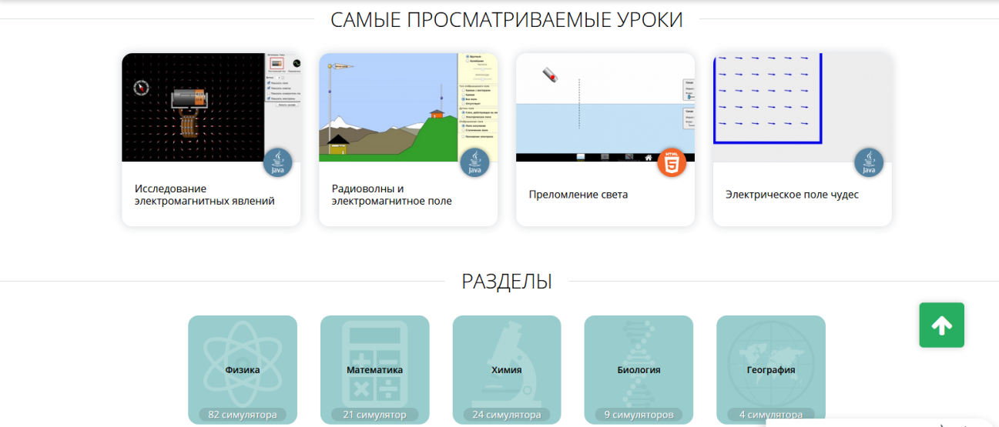 САМЫЕ ПРОСМАТРИВАЕМЫЕ УРОКИ
Java
Java
HTML
5
Java
Исследование
электромагнитных явлений
Радиоволны и
электромагнитное поле
Преломление света
Электрическое поле чудес
РАЗДЕЛЫ
Физика
Математика
Химия
Биология
География
82 симулятора
21 симулятор
24 симулятора
9 симуляторов
4 симулятора